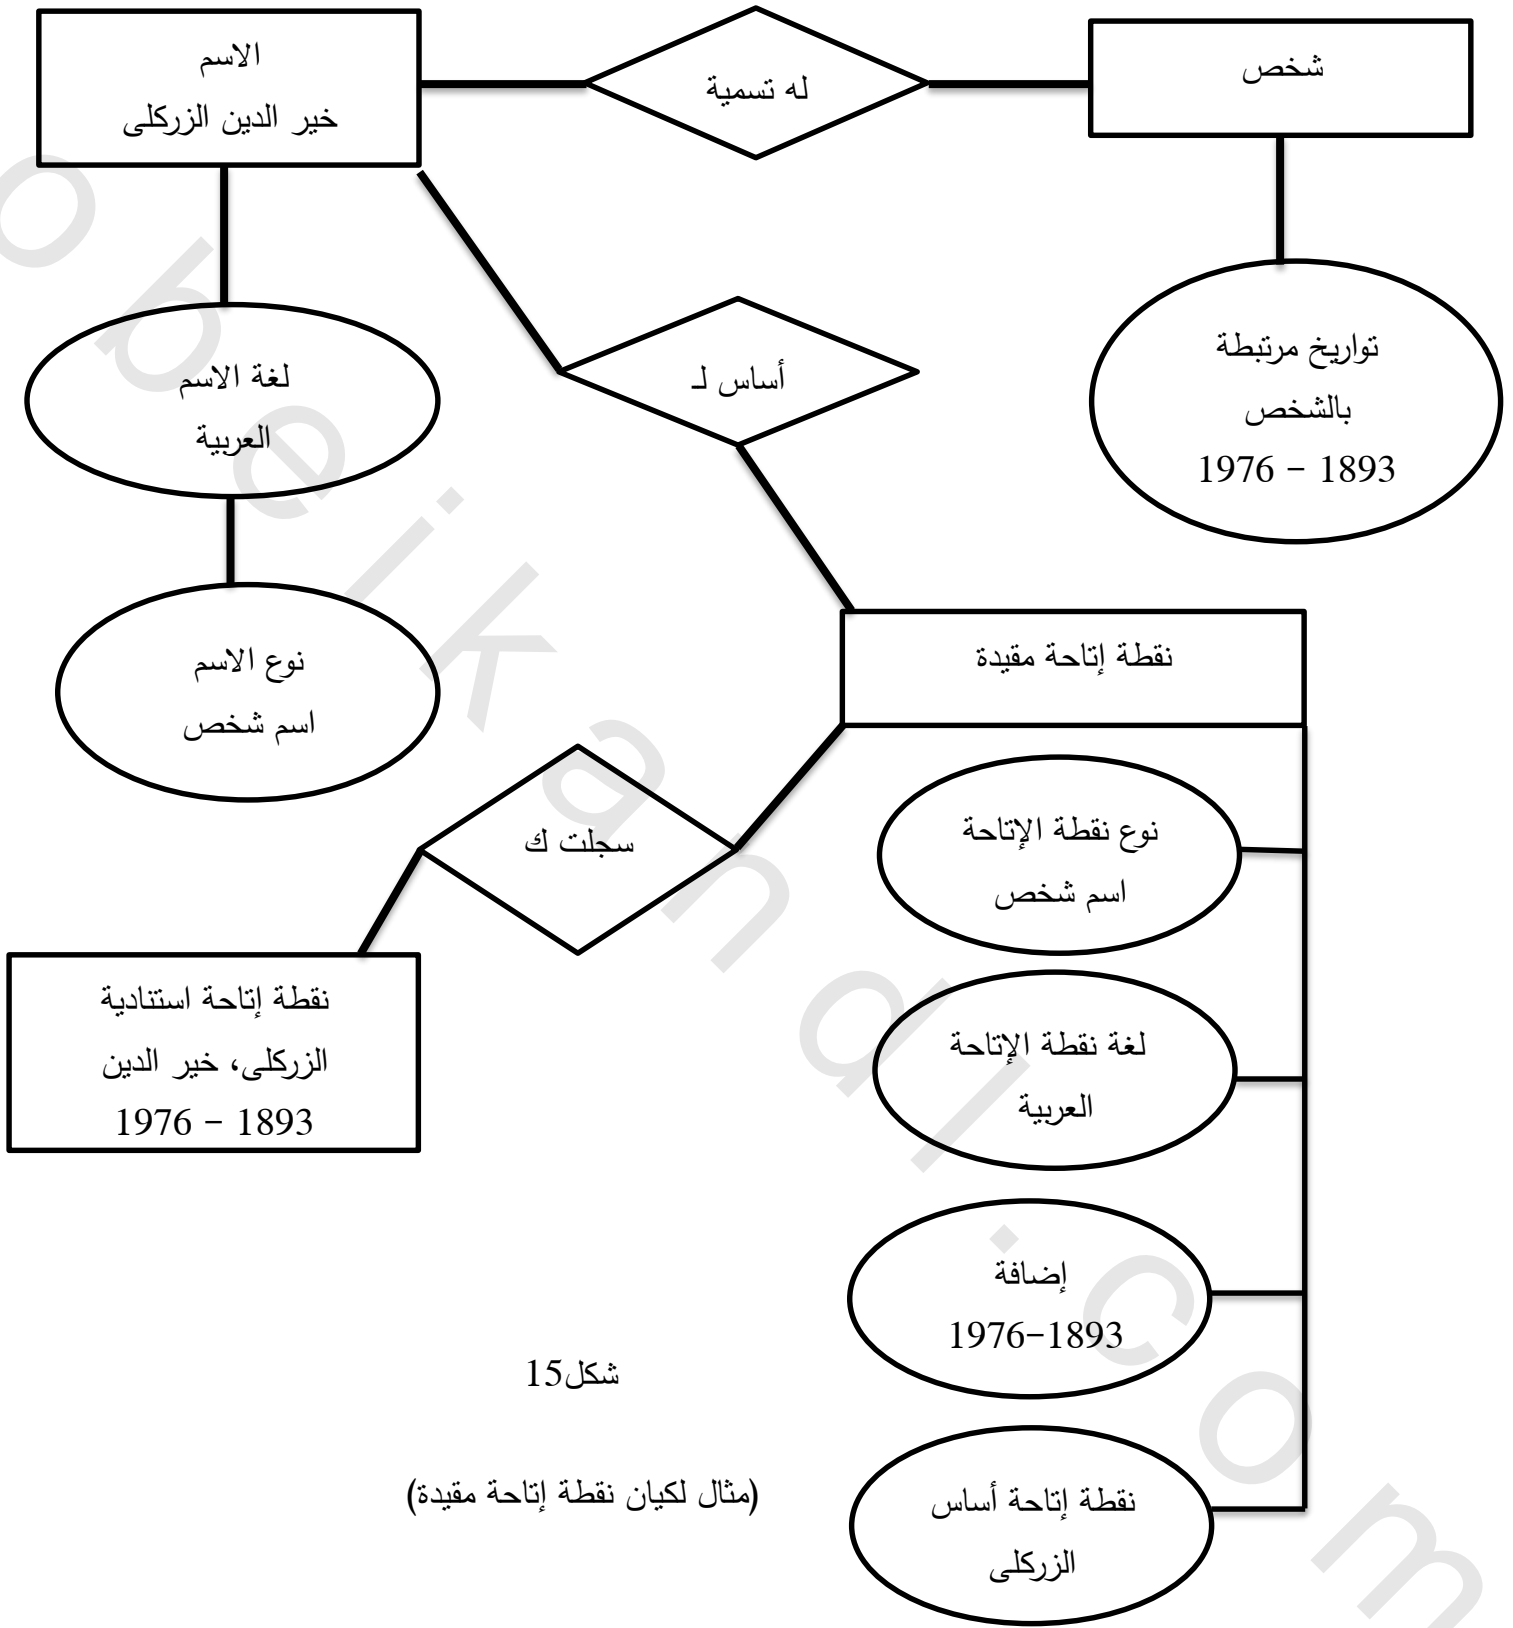 شخص
له تسمية
الاسم
خير الدين الزركلى
تواريخ مرتبطة
بالشخص
1893 – 1976
أساس لـ
لغة الاسم
العربية
نوع الاسم
اسم شخص
نقطة إتاحة مقيدة
سجلت ك
نوع نقطة الإتاحة
اسم شخص
نقطة إتاحة استنادية
الزركلى، خير الدين
1893 – 1976
لغة نقطة الإتاحة
العربية
إضافة
1893–1976
نقطة إتاحة أساس
الزركلى
شكل15
(مثال لكيان نقطة إتاحة مقيدة)
obeikandl.com